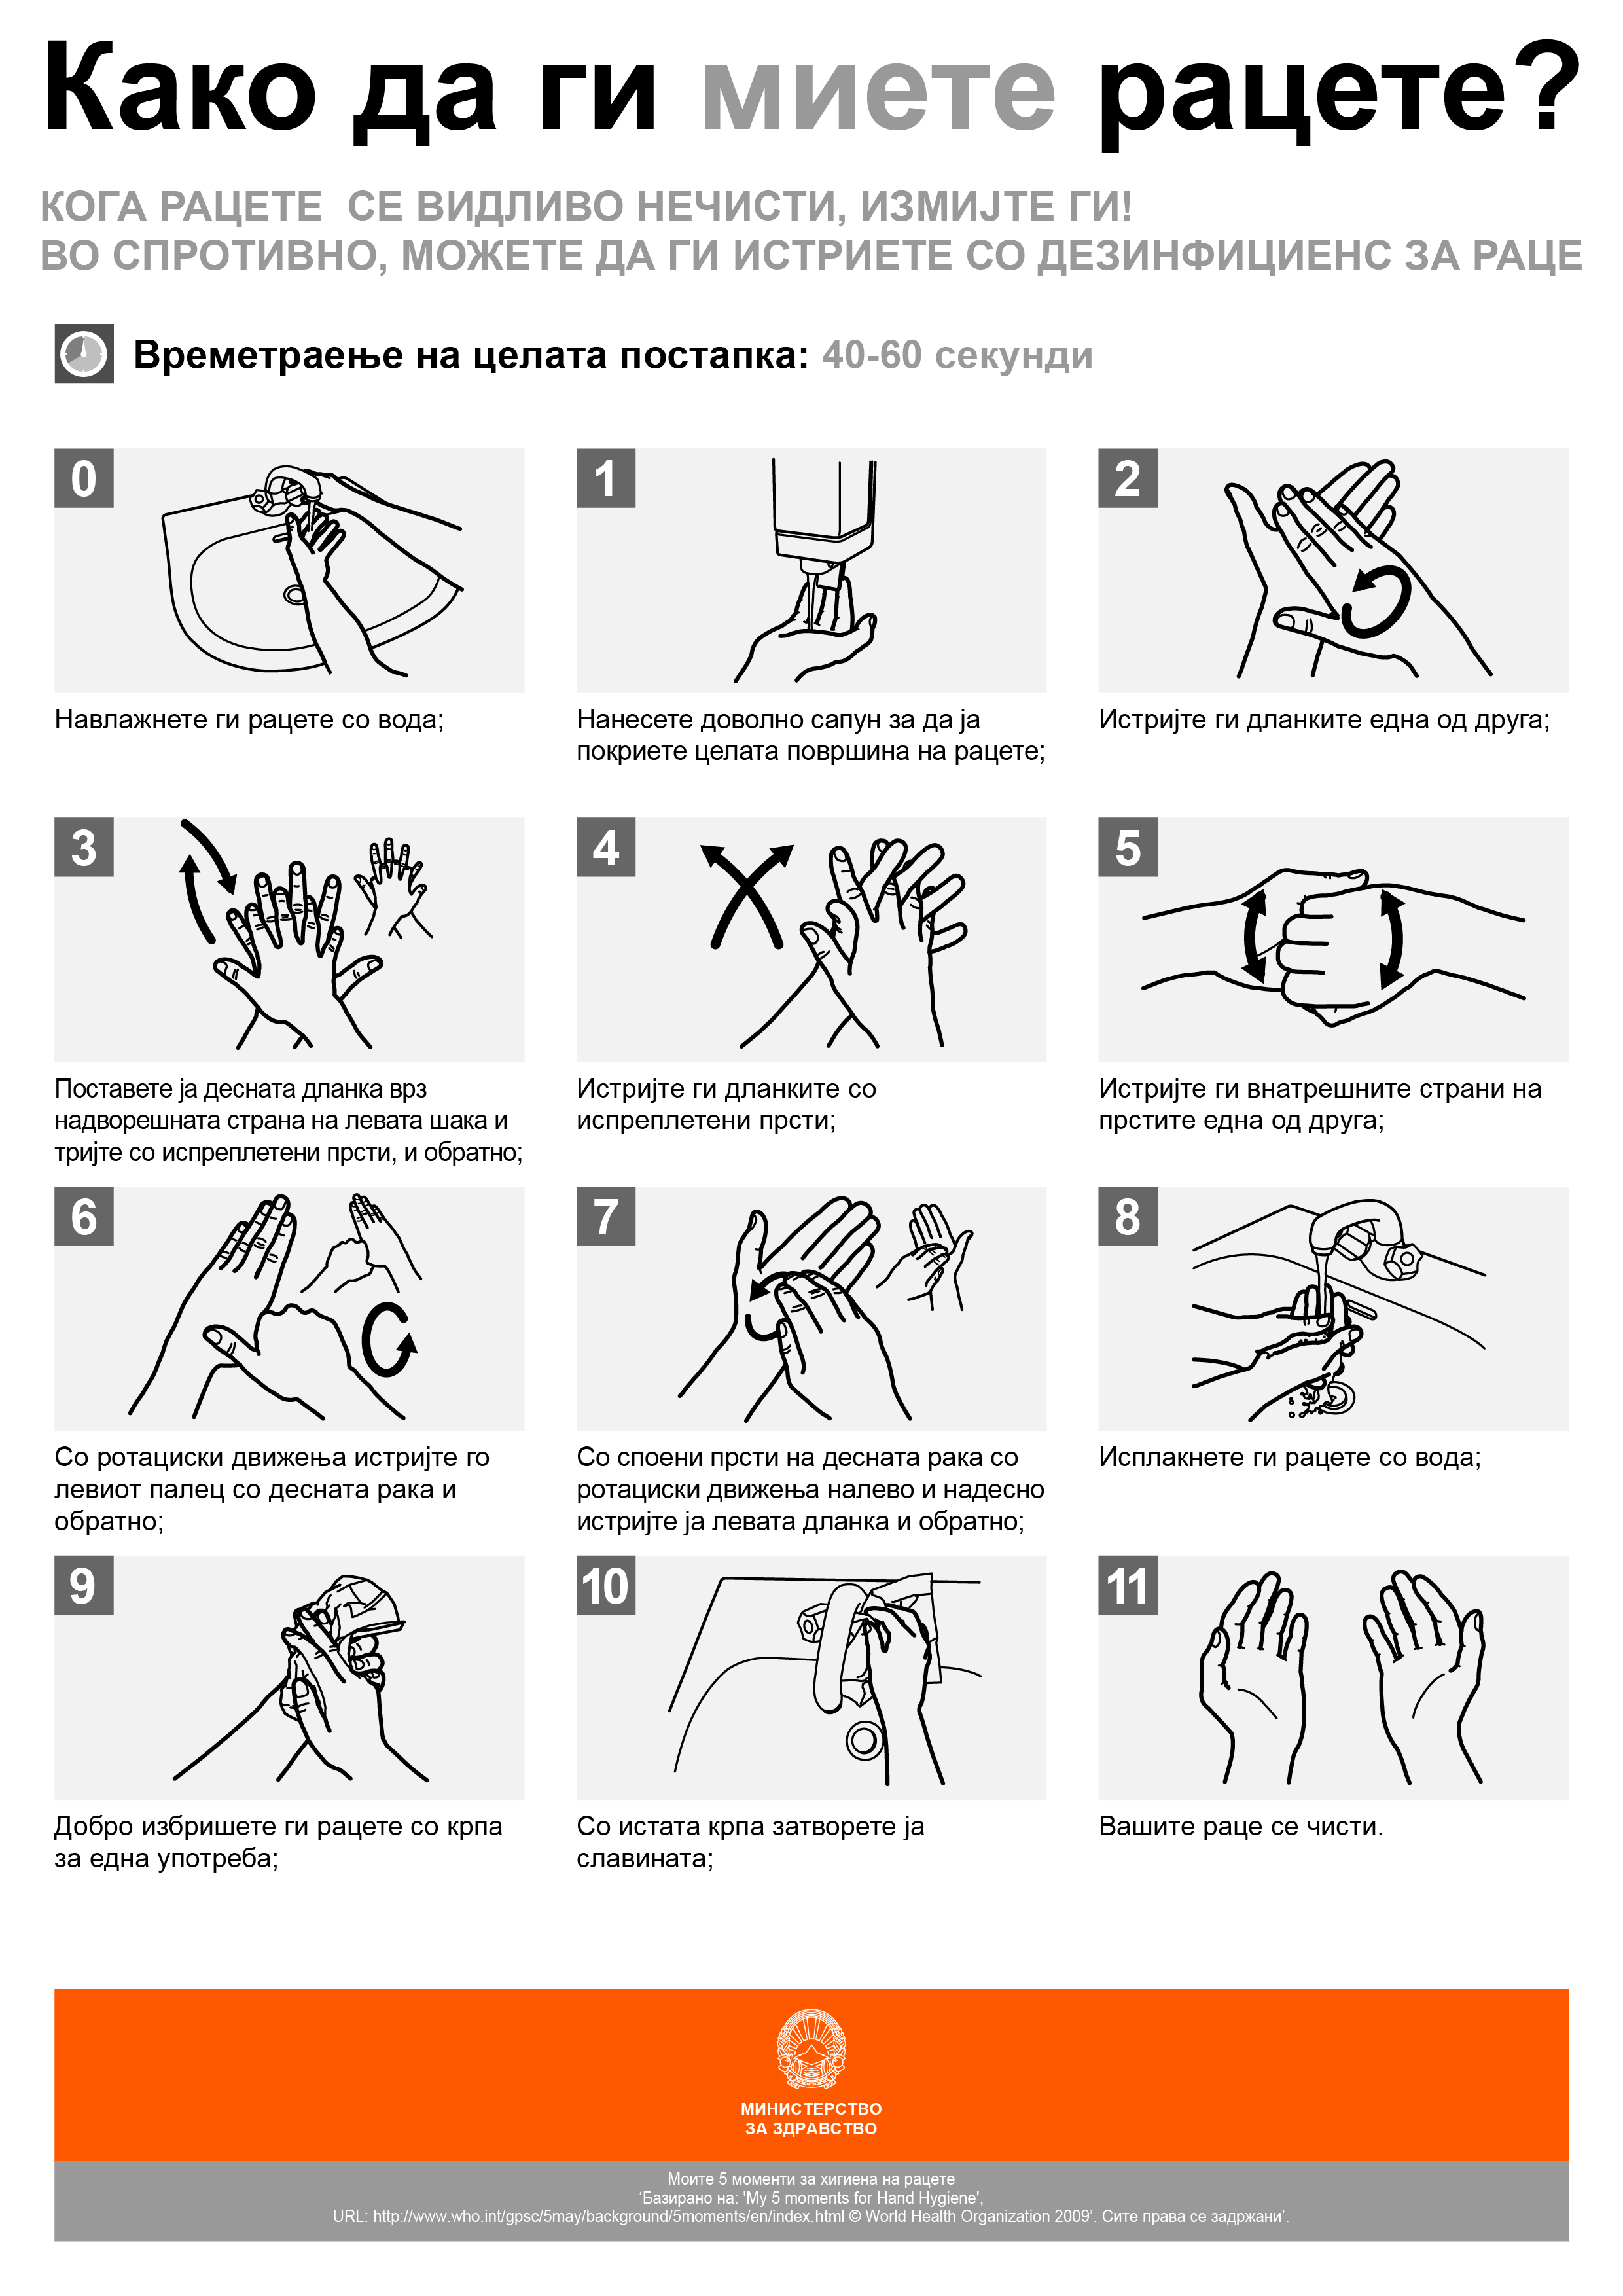 Како да ги миете рацете?
КОГА РАЦЕТЕ СЕ ВИДЛИВО НЕЧИСТИ, ИЗМИЈТЕ ГИ!
ВО СПРОТИВНО, МОЖЕТЕ ДА ГИ ИСТРИЕТЕ СО ДЕЗИНФИЦИЕНС ЗА РАЦЕ
Времетраење на целата постапка: 40-60 секунди
0
Навлажнете ги рацете со вода;
1
Нанесете доволно сапун за да ја
покриете целата површина на рацете;
2
Истријте ги дланките една од друга;
3
Поставете ја десната дланка врз
надворешната страна на левата шака и
тријте со испреплетени прсти, и обратно;
4
Истријте ги дланките со
испреплетени прсти;
5
Истријте ги внатрешните страни на
прстите една од друга;
6
Со ротациски движења истријте го
левиот палец со десната рака и
обратно;
7
Со споени прсти на десната рака со
ротациски движења налево и надесно
истријте ја левата дланка и обратно;
8
Исплакнете ги рацете со вода;
9
Добро избришете ги рацете со крпа
за една употреба;
10
Со истата крпа затворете ја
славината;
11
Вашите раце се чисти.
МИНИСТЕРСТВО
ЗА ЗДРАВСТВО
Моите 5 моменти за хигиена на рацете
‘Базирано на: 'My 5 moments for Hand Hygiene',
URL: http://www.who.int/gpsc/5may/background/5moments/en/index.html © World Health Organization 2009’. Сите права се задржани’.